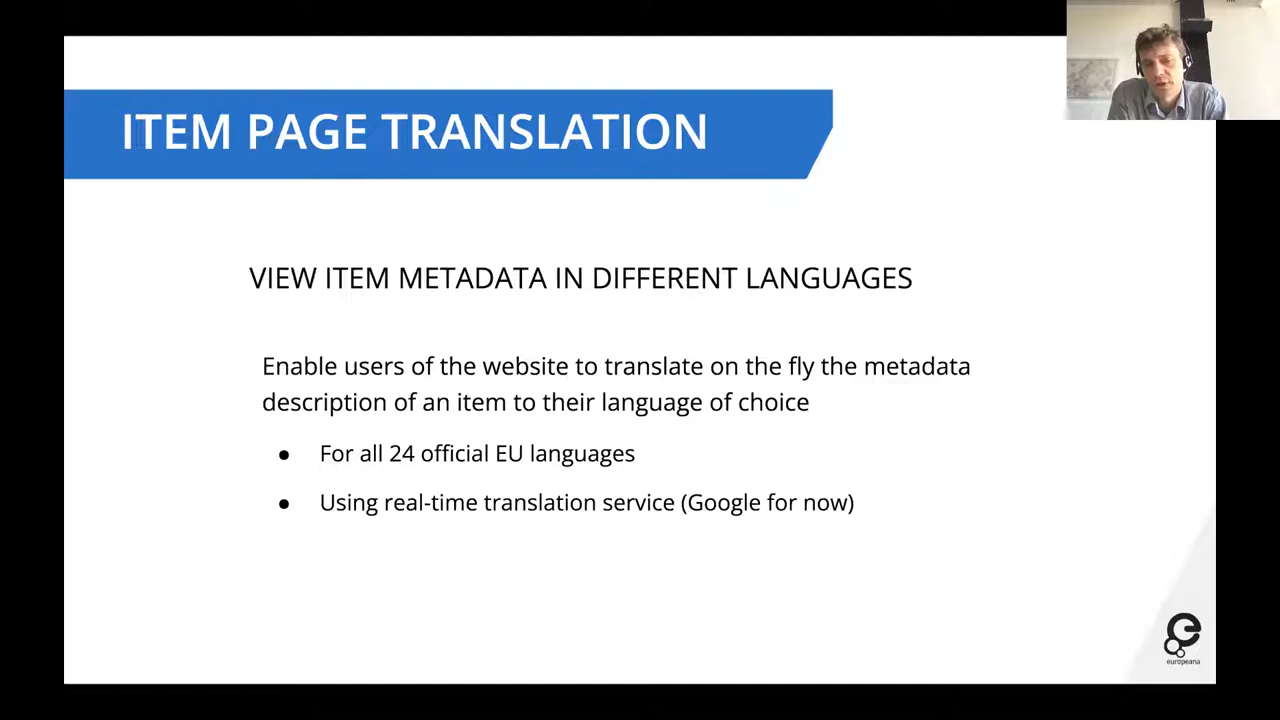 ITEM PAGE TRANSLATION
VIEW ITEM METADATA IN DIFFERENT LANGUAGES
Enable users of the website to translate on the fly the metadata
description of an item to their language of choice
● For all 24 official EU languages
● Using real-time translation service (Google for now)
europeana